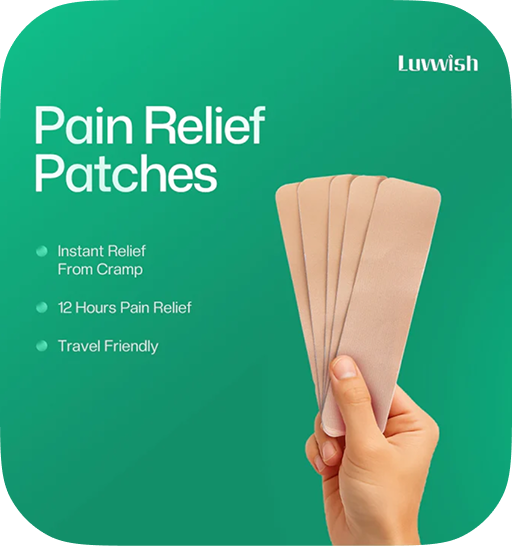 Luvwish
Pain Relief
Patches
Instant Relief
From Cramp
12 Hours Pain Relief
Travel Friendly